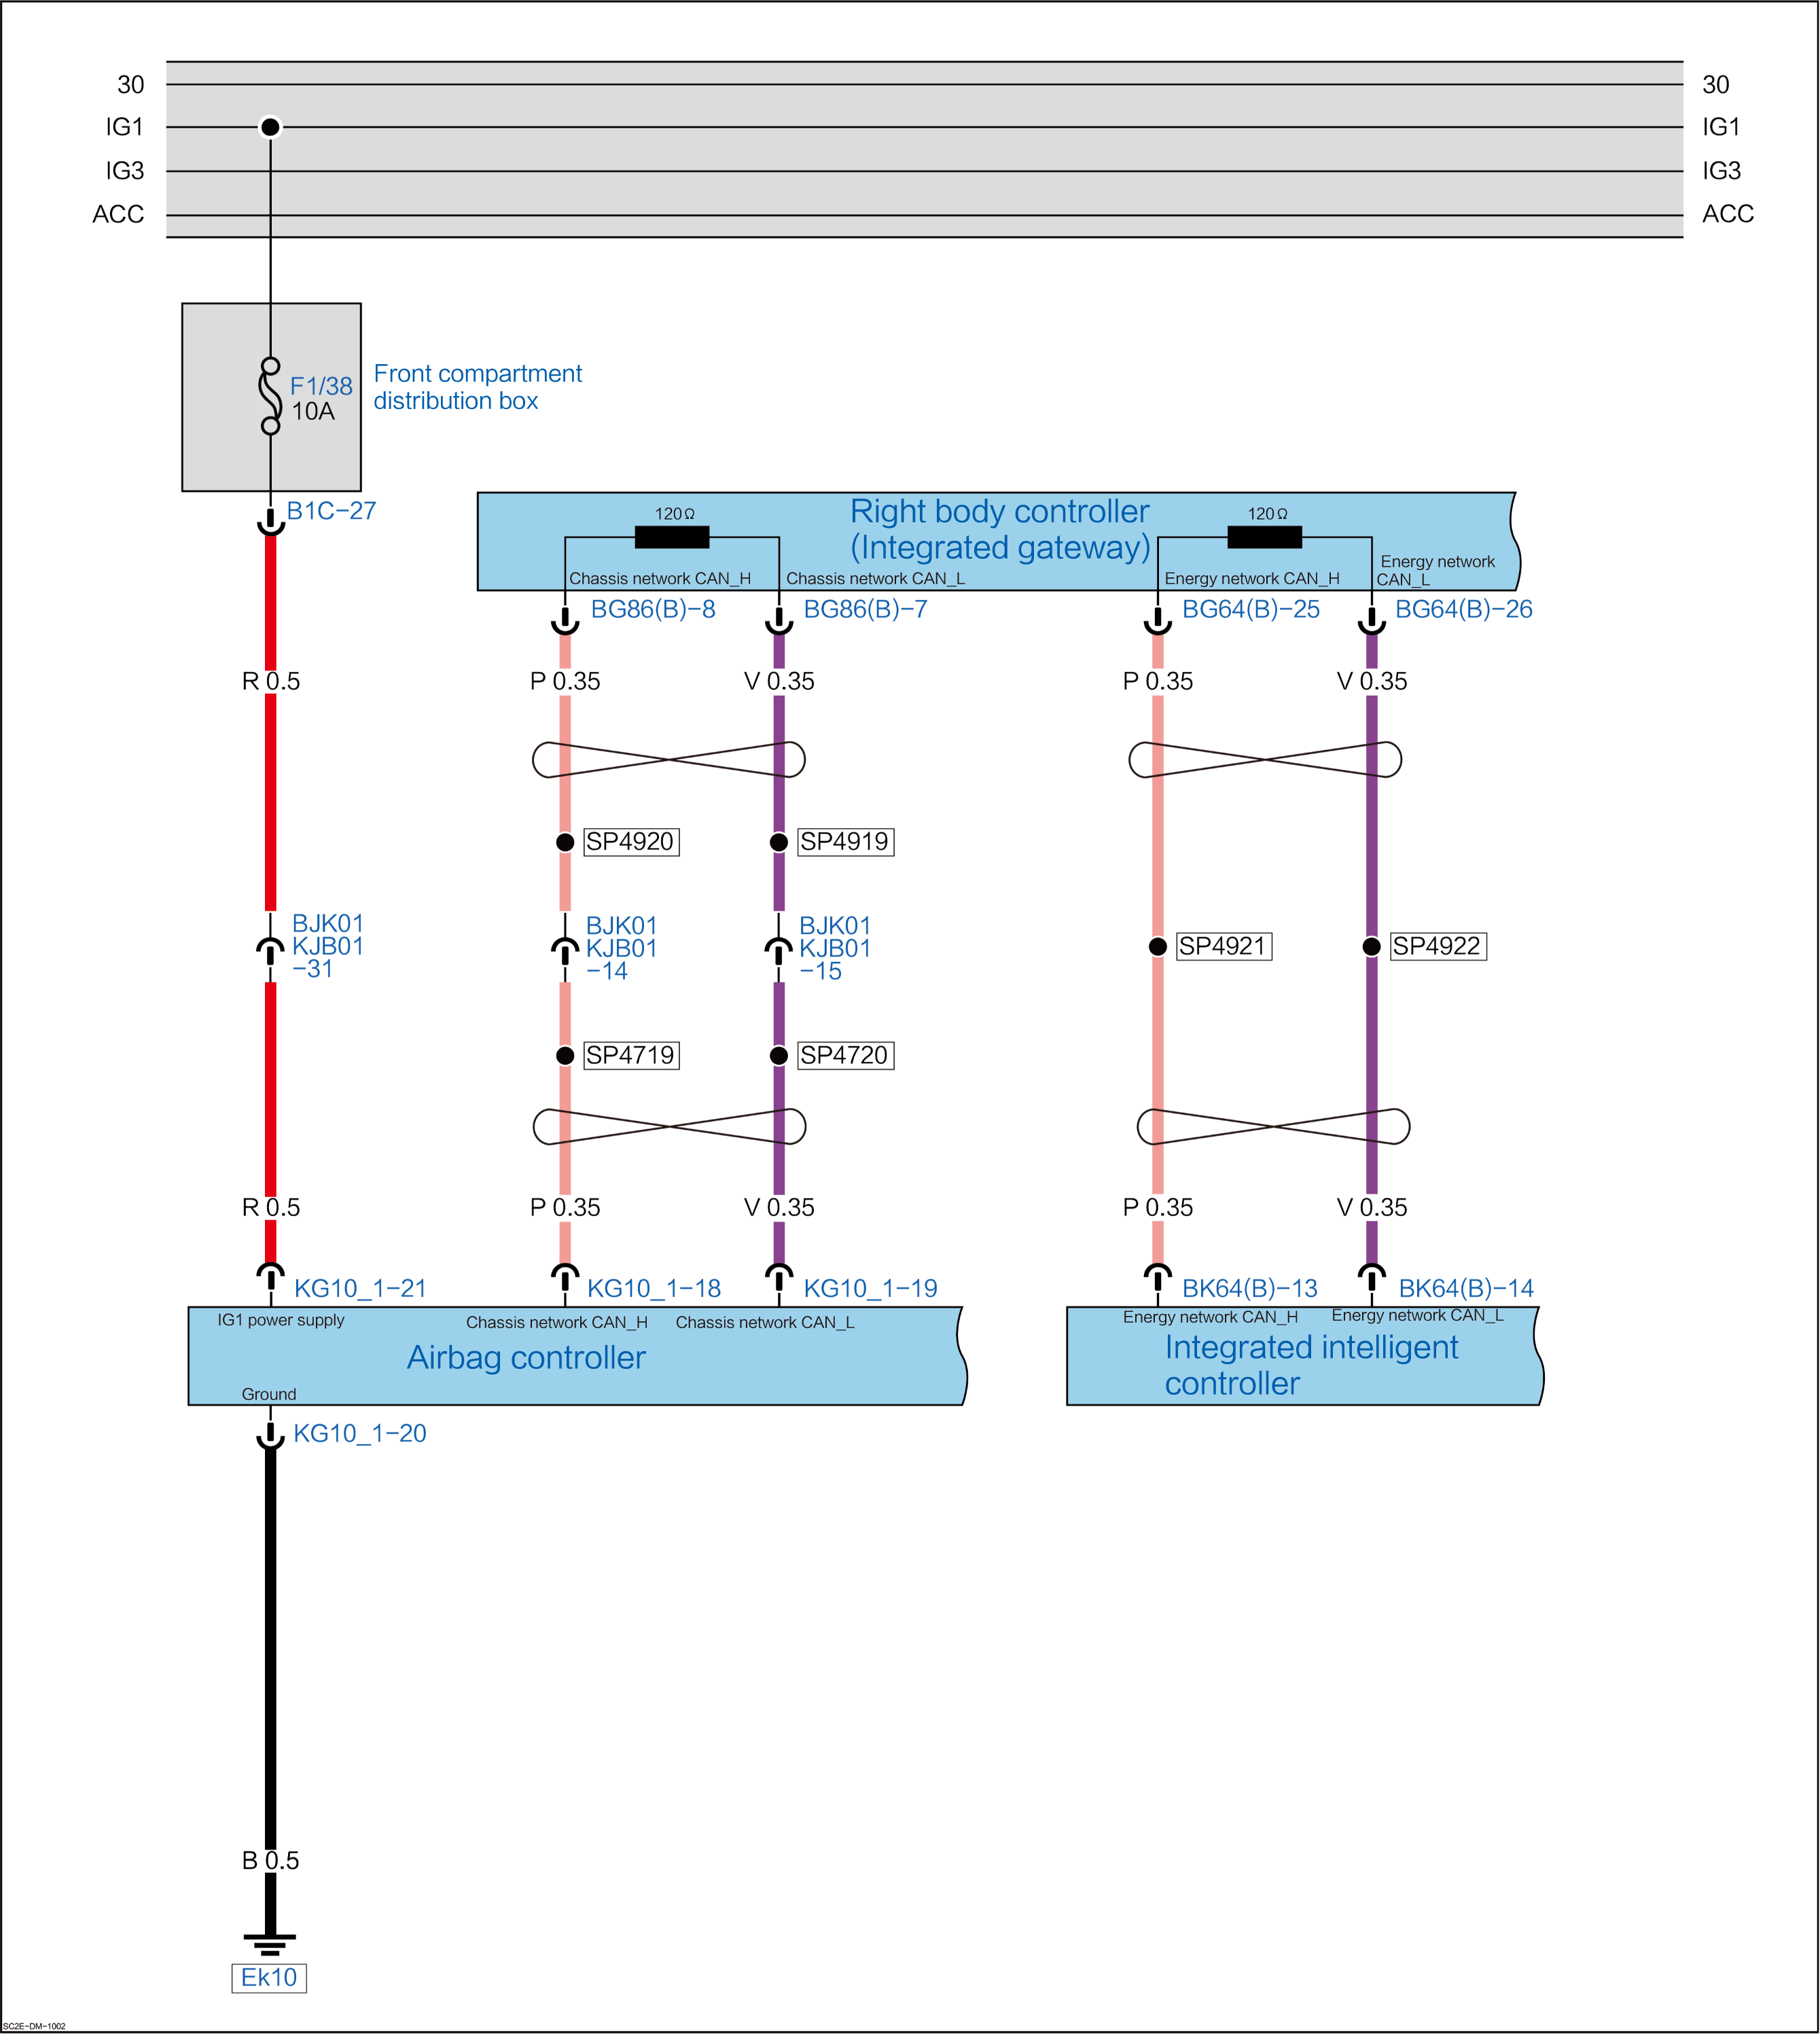 30
30
IG1
IG1
IG3
IG3
ACC
ACC
F1/38
10A
Front compartment
distribution box
B1C-27
120Ω
Right body controller
(Integrated gateway)
120Ω
Chassis network CAN_H
Chassis network CAN_L
Energy network CAN_H
Energy network
CAN_L
BG86(B)-8
BG86(B)-7
BG64(B)-25
BG64(B)-26
R 0.5
P 0.35
V 0.35
P 0.35
V 0.35
SP4920
SP4919
BJK01
KJB01
-31
BJK01
KJB01
-14
BJK01
KJB01
-15
SP4921
SP4922
SP4719
SP4720
R 0.5
P 0.35
V 0.35
P 0.35
V 0.35
KG10_1-21
KG10_1-18
KG10_1-19
BK64(B)-13
BK64(B)-14
IG1 power supply
Chassis network CAN_H
Chassis network CAN_L
Energy network CAN_H
Energy network CAN_L
Airbag controller
Integrated intelligent
controller
Ground
KG10_1-20
B 0.5
Ek10
SC2E-DM-1002